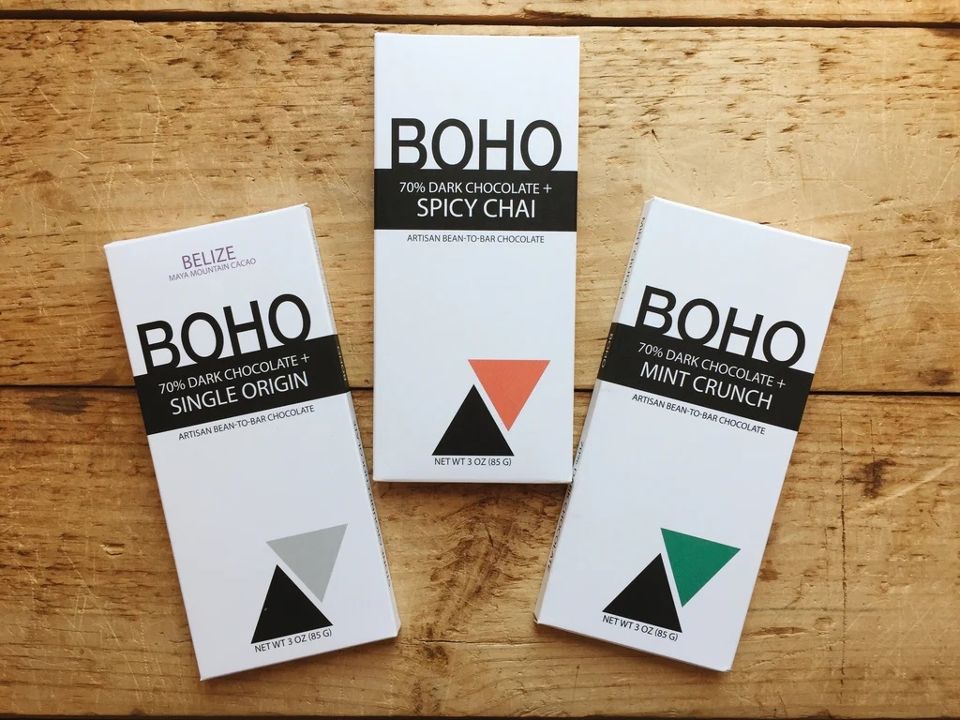 BELIZE
MAYA MOUNTAIN CACAO
BOHO
70% DARK CHOCOLATE +
SINGLE ORIGIN
ARTISAN BEAN-TO-BAR CHOCOLATE
NET WT 3 OZ (85 G)
BOHO
70% DARK CHOCOLATE +
SPICY CHAI
ARTISAN BEAN-TO-BAR CHOCOLATE
NET WT 3 OZ (85 G)
BOHO
70% DARK CHOCOLATE +
MINT CRUNCH
ARTISAN BEAN-TO-BAR CHOCOLATE
NET WT 3 OZ (85 G)